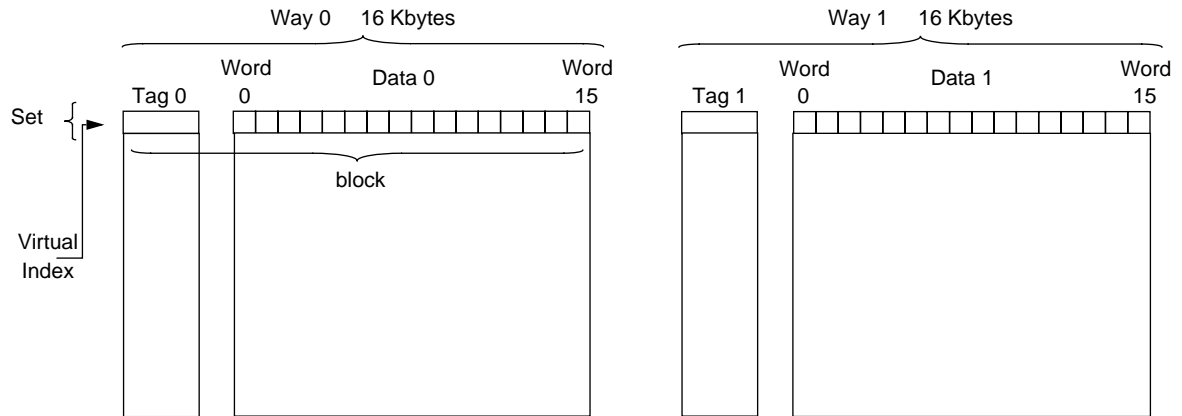 Way 0 16 Kbytes
Way 1 16 Kbytes
Word
Data 0
Word
Word
Data 1
Word
Tag 0
0
15
Tag 1
0
15
Set
block
Virtual
Index